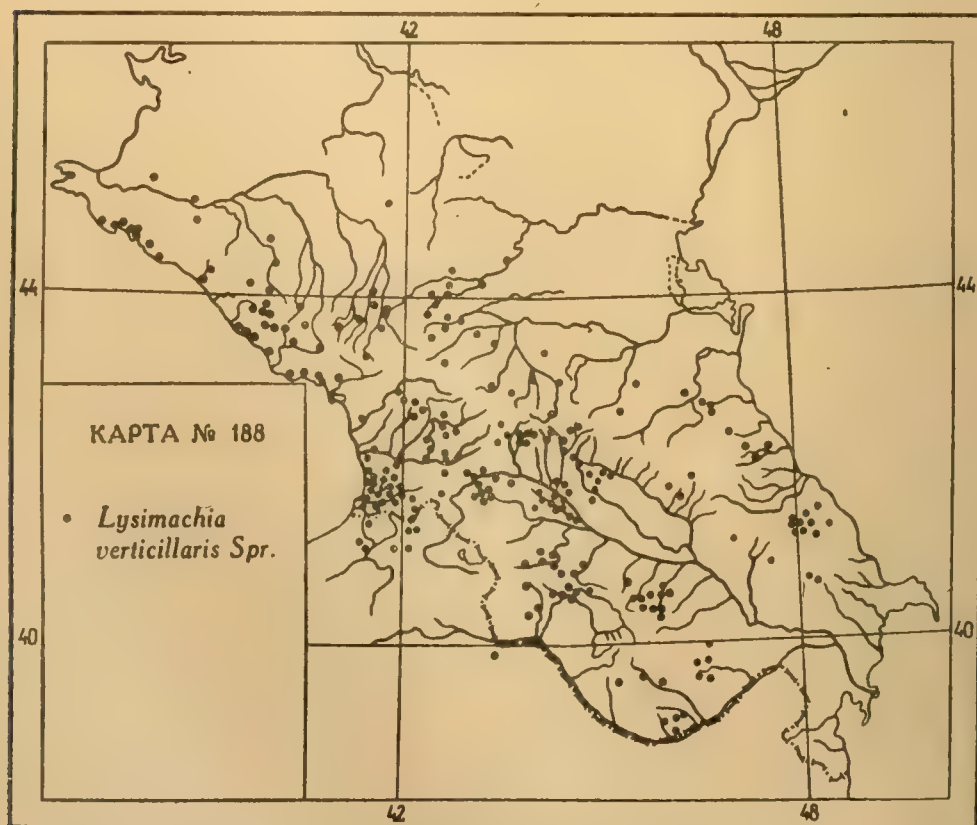 42 48
44 44
КАРТА № 188
Lysimachia
verticillaris Spr.
40 40
42 48